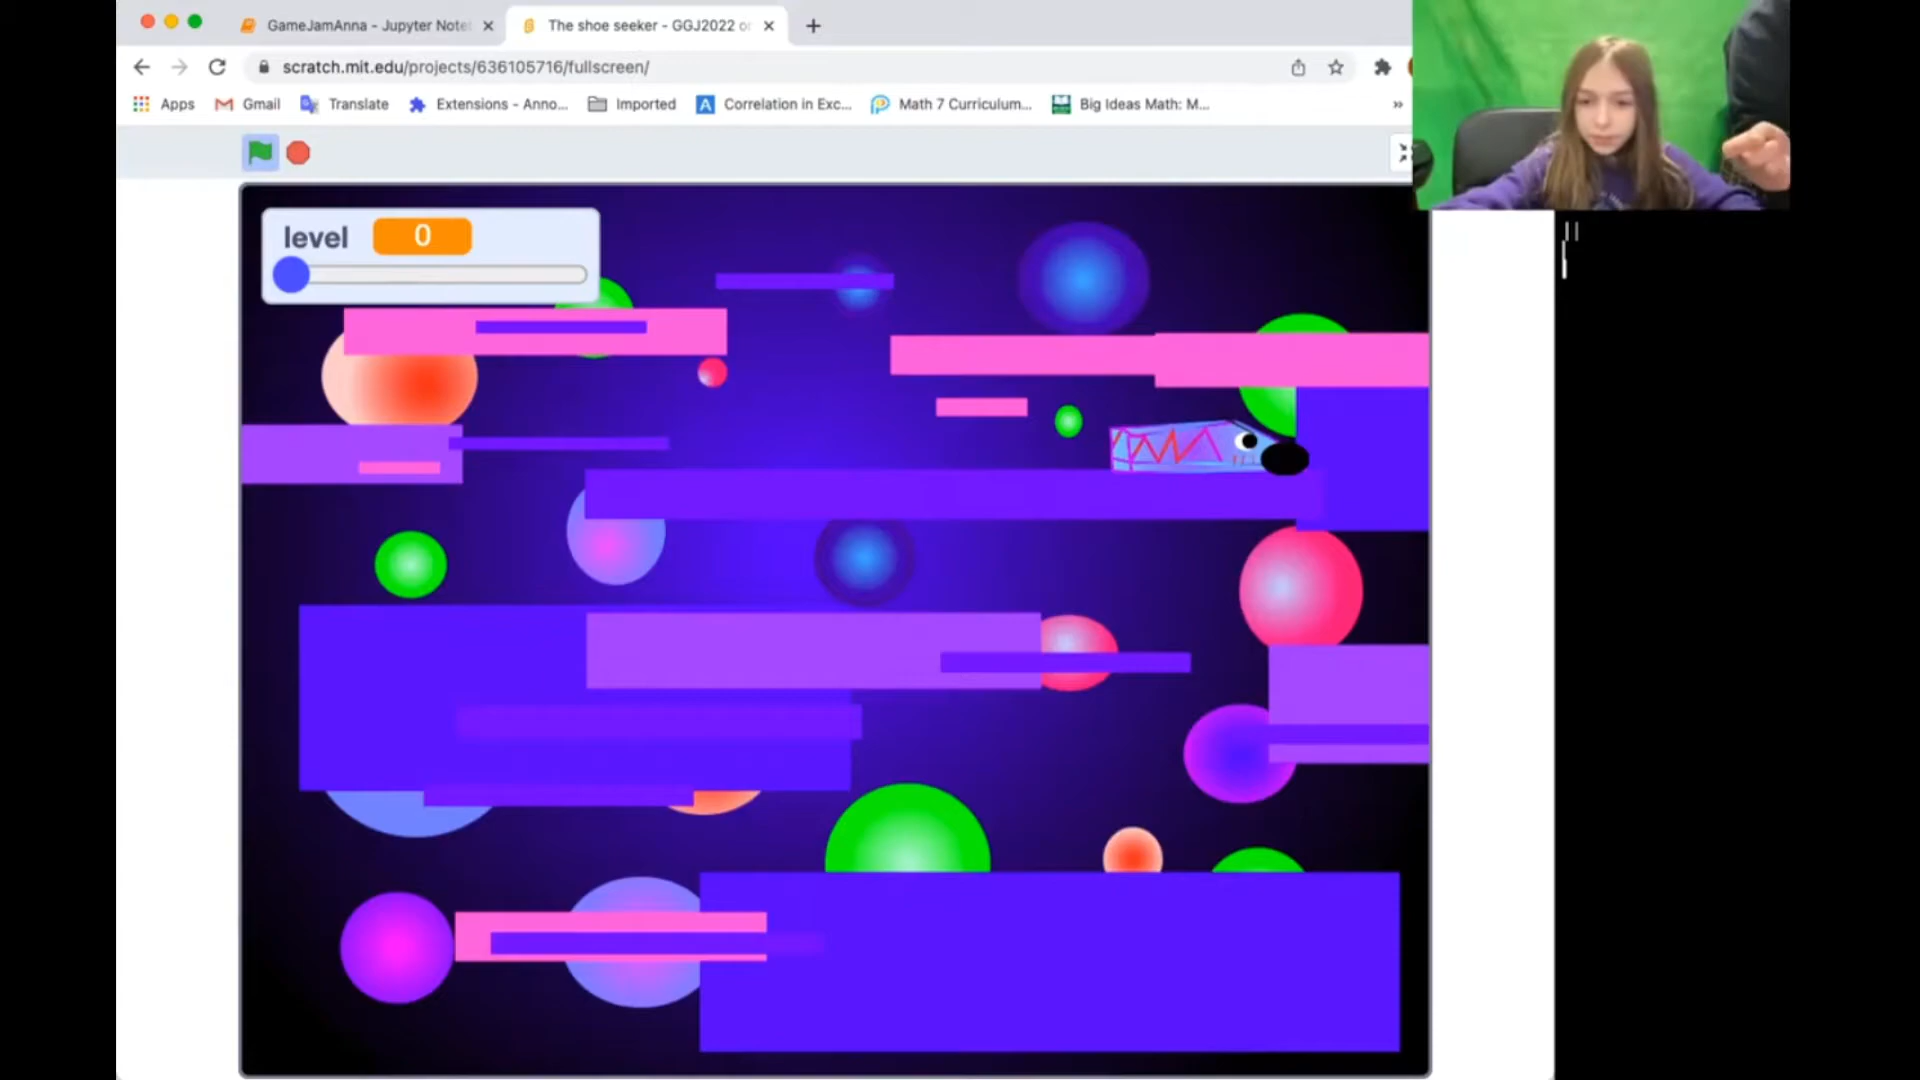 GameJamAnna - Jupyter Note
The shoe seeker - GGJ2022 o
scratch.mit.edu/projects/636105716/fullscreen/
Apps
Gmail
Translate
Extensions - Anno...
Imported
Correlation in Exc...
Math 7 Curriculum...
Big Ideas Math: M...
»
level 0